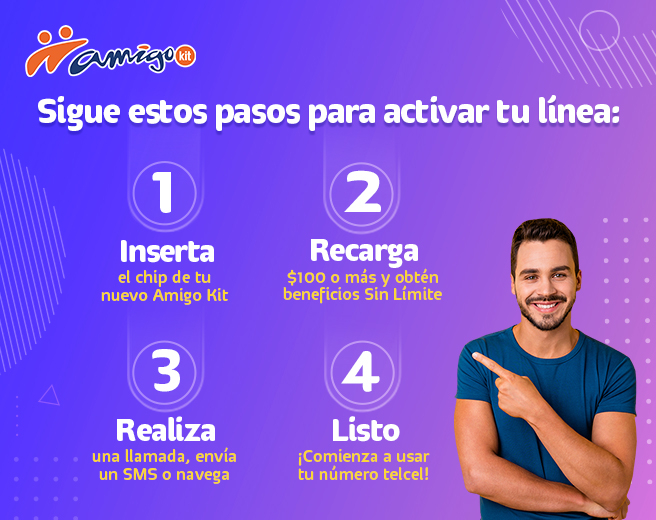 amigo kit
Sigue estos pasos para activar tu línea:
1
Inserta
el chip de tu
nuevo Amigo Kit
2
Recarga
$100 o más y obtén
beneficios Sin Límite
3
Realiza
una llamada, envía
un SMS o navega
4
Listo
¡Comienza a usar
tu número telcel!